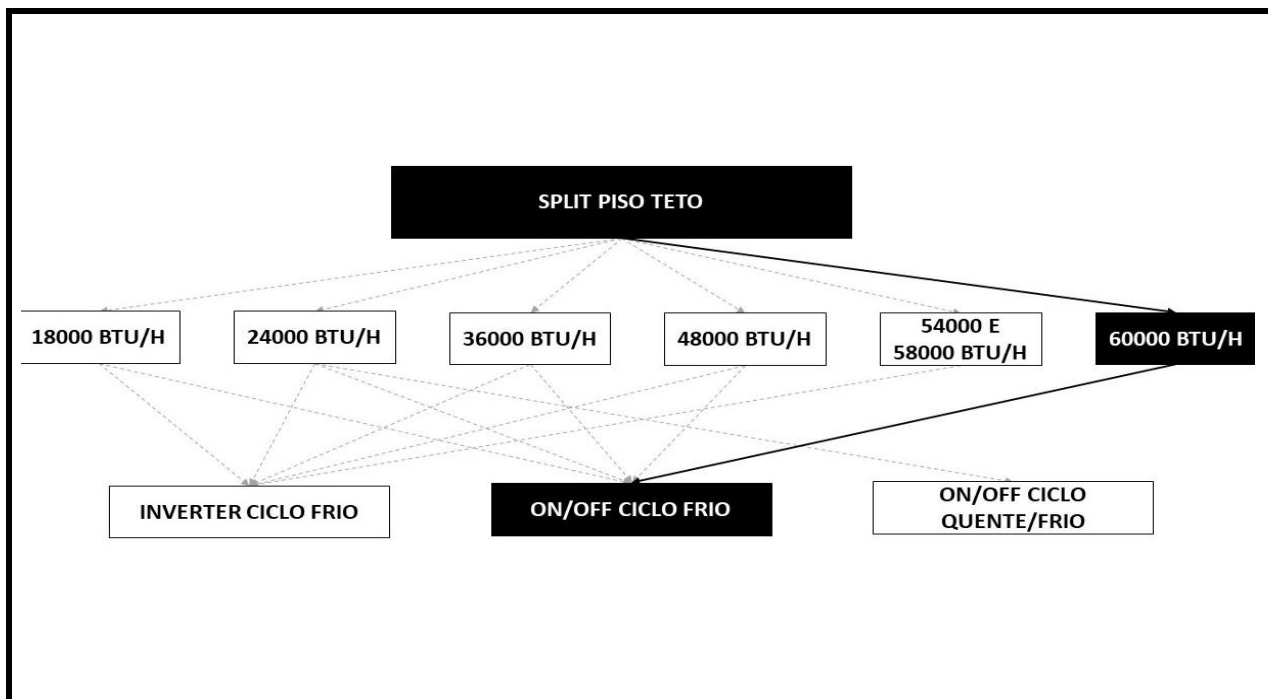 SPLIT PISO TETO
18000 BTU/H
24000 BTU/H
36000 BTU/H
48000 BTU/H
54000 E
58000 BTU/H
60000 BTU/H
INVERTER CICLO FRIO
ON/OFF CICLO FRIO
ON/OFF CICLO
QUENTE/FRIO